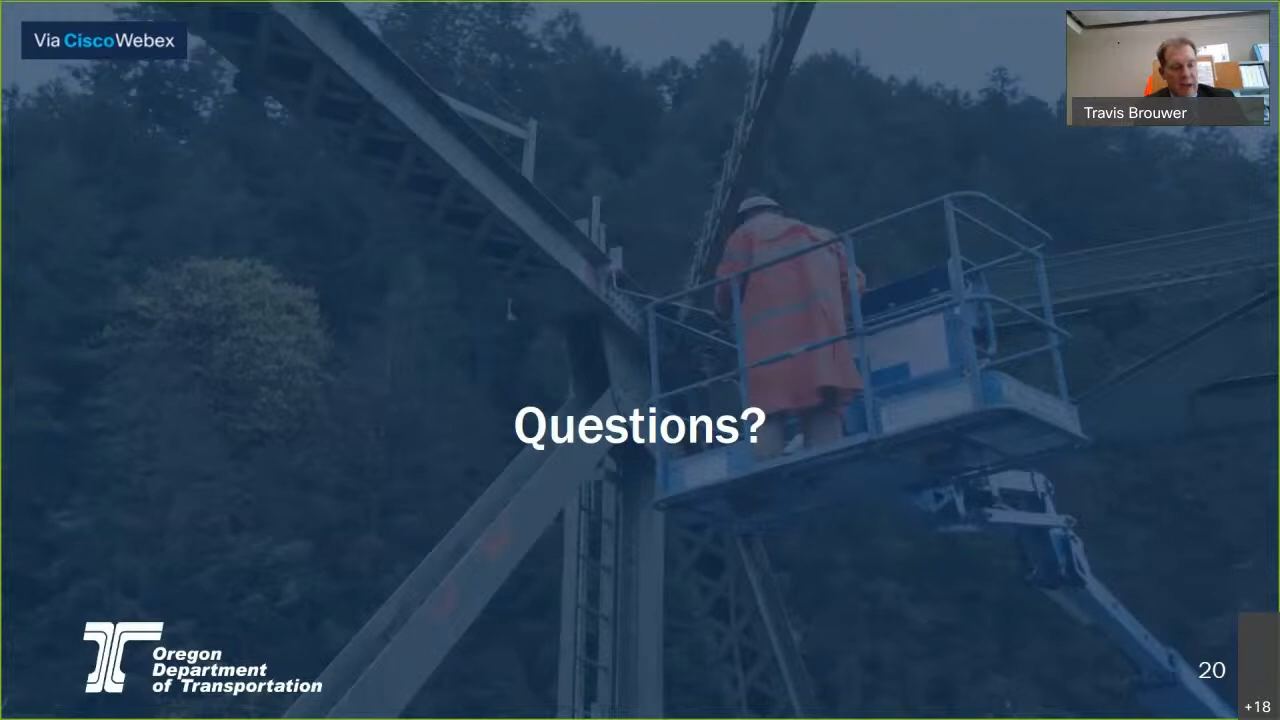 Via CiscoWebex
Travis Brouwer
Questions?
Oregon
Department
of Transportation
20
+18